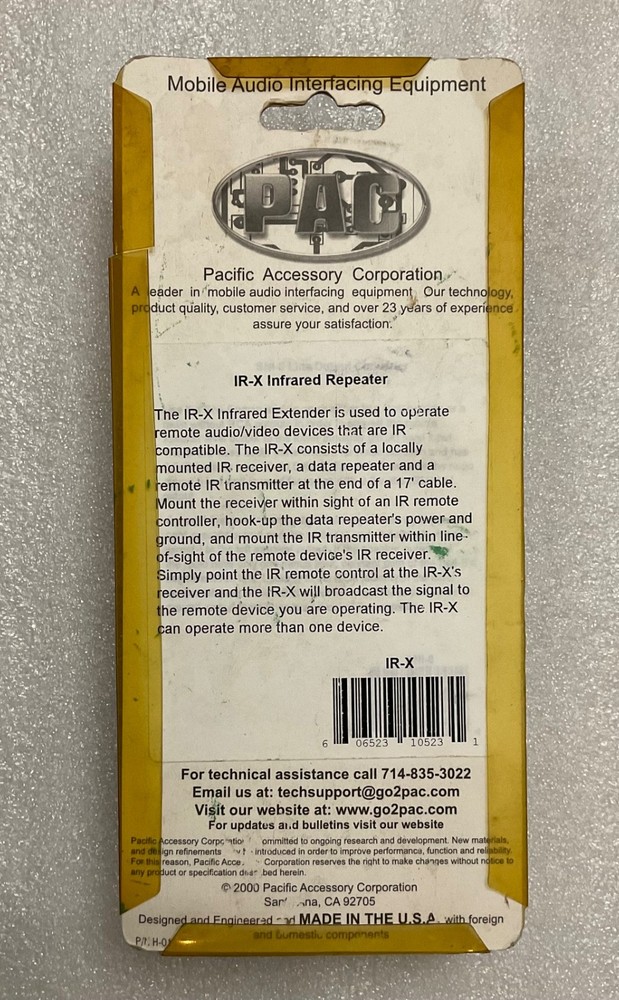 Mobile Audio Interfacing Equipment
PAC
Pacific Accessory Corporation
A leader in mobile audio interfacing equipment Our technology,
product quality, customer service, and over 23 years of experience
assure your satisfaction.
IR-X Infrared Repeater
The IR-X Infrared Extender is used to operate
remote audio/video devices that are IR
compatible. The IR-X consists of a locally
mounted IR receiver, a data repeater and a
remote IR transmitter at the end of a 17' cable.
Mount the receiver within sight of an IR remote
controller, hook-up the data repeater's power and
ground, and mount the IR transmitter within line-
of-sight of the remote device's IR receiver.
Simply point the IR remote control at the IR-X's
receiver and the IR-X will broadcast the signal to
the remote device you are operating. The IR-X
can operate more than one device.
IR-X
6 06523 10523 1
For technical assistance call 714-835-3022
Email us at: techsupport@go2pac.com
Visit our website at: www.go2pac.com
For updates and bulletins visit our website
Pacific Accessory Corporation committed to ongoing research and development. New materials,
and design refinements introduced in order to improve performance, function and reliability.
For this reason, Pacific Accessory Corporation reserves the right to make changes without notice to
any product or specification described herein.
© 2000 Pacific Accessory Corporation
Santa Ana, CA 92705
Designed and Engineered and MADE IN THE U.S.A. with foreign
and domestic components